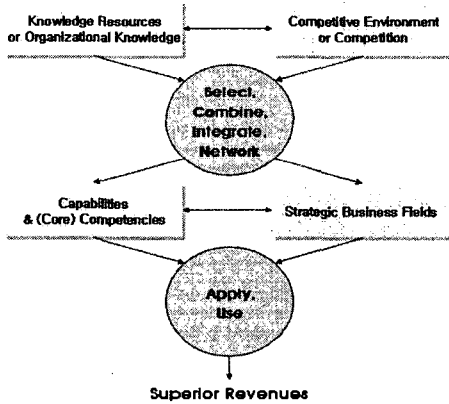 Knowledge Resources
or Organizational Knowledge
Competitive Environment
or Competition
Select,
Combine,
Integrate,
Network
Capabilities
& (Core) Competencies
Strategic Business Fields
Apply,
Use
Superior Revenues